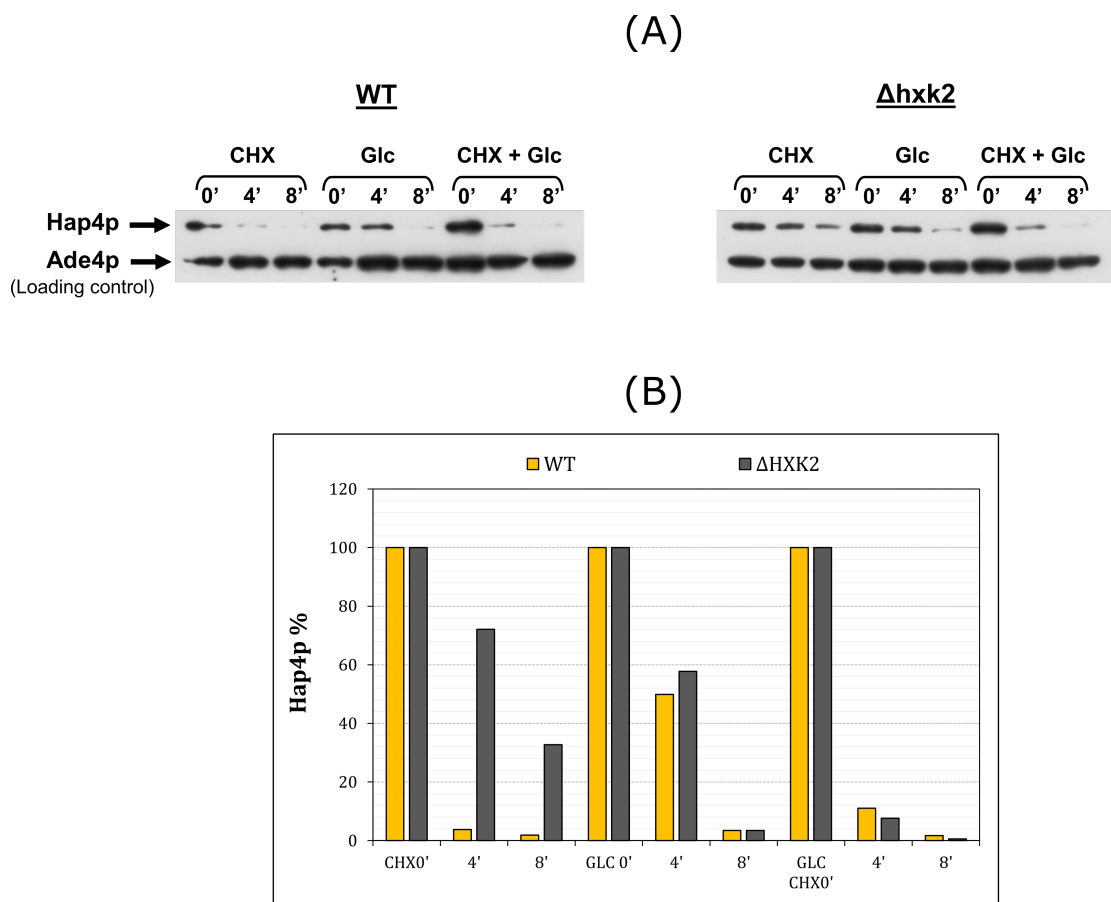 (A)
WT Δhxk2
CHX Glc CHX + Glc CHX Glc CHX + Glc
0’ 4’ 8’ 0’ 4’ 8’ 0’ 4’ 8’ 0’ 4’ 8’ 0’ 4’ 8’ 0’ 4’ 8’
Hap4p
Ade4p
(Loading control)
(B)
WT ΔHXK2
120
100
80
60
40
20
0
Hap4p %
CHX0' 4' 8' GLC 0' 4' 8' GLC 4' 8'
CHX0'